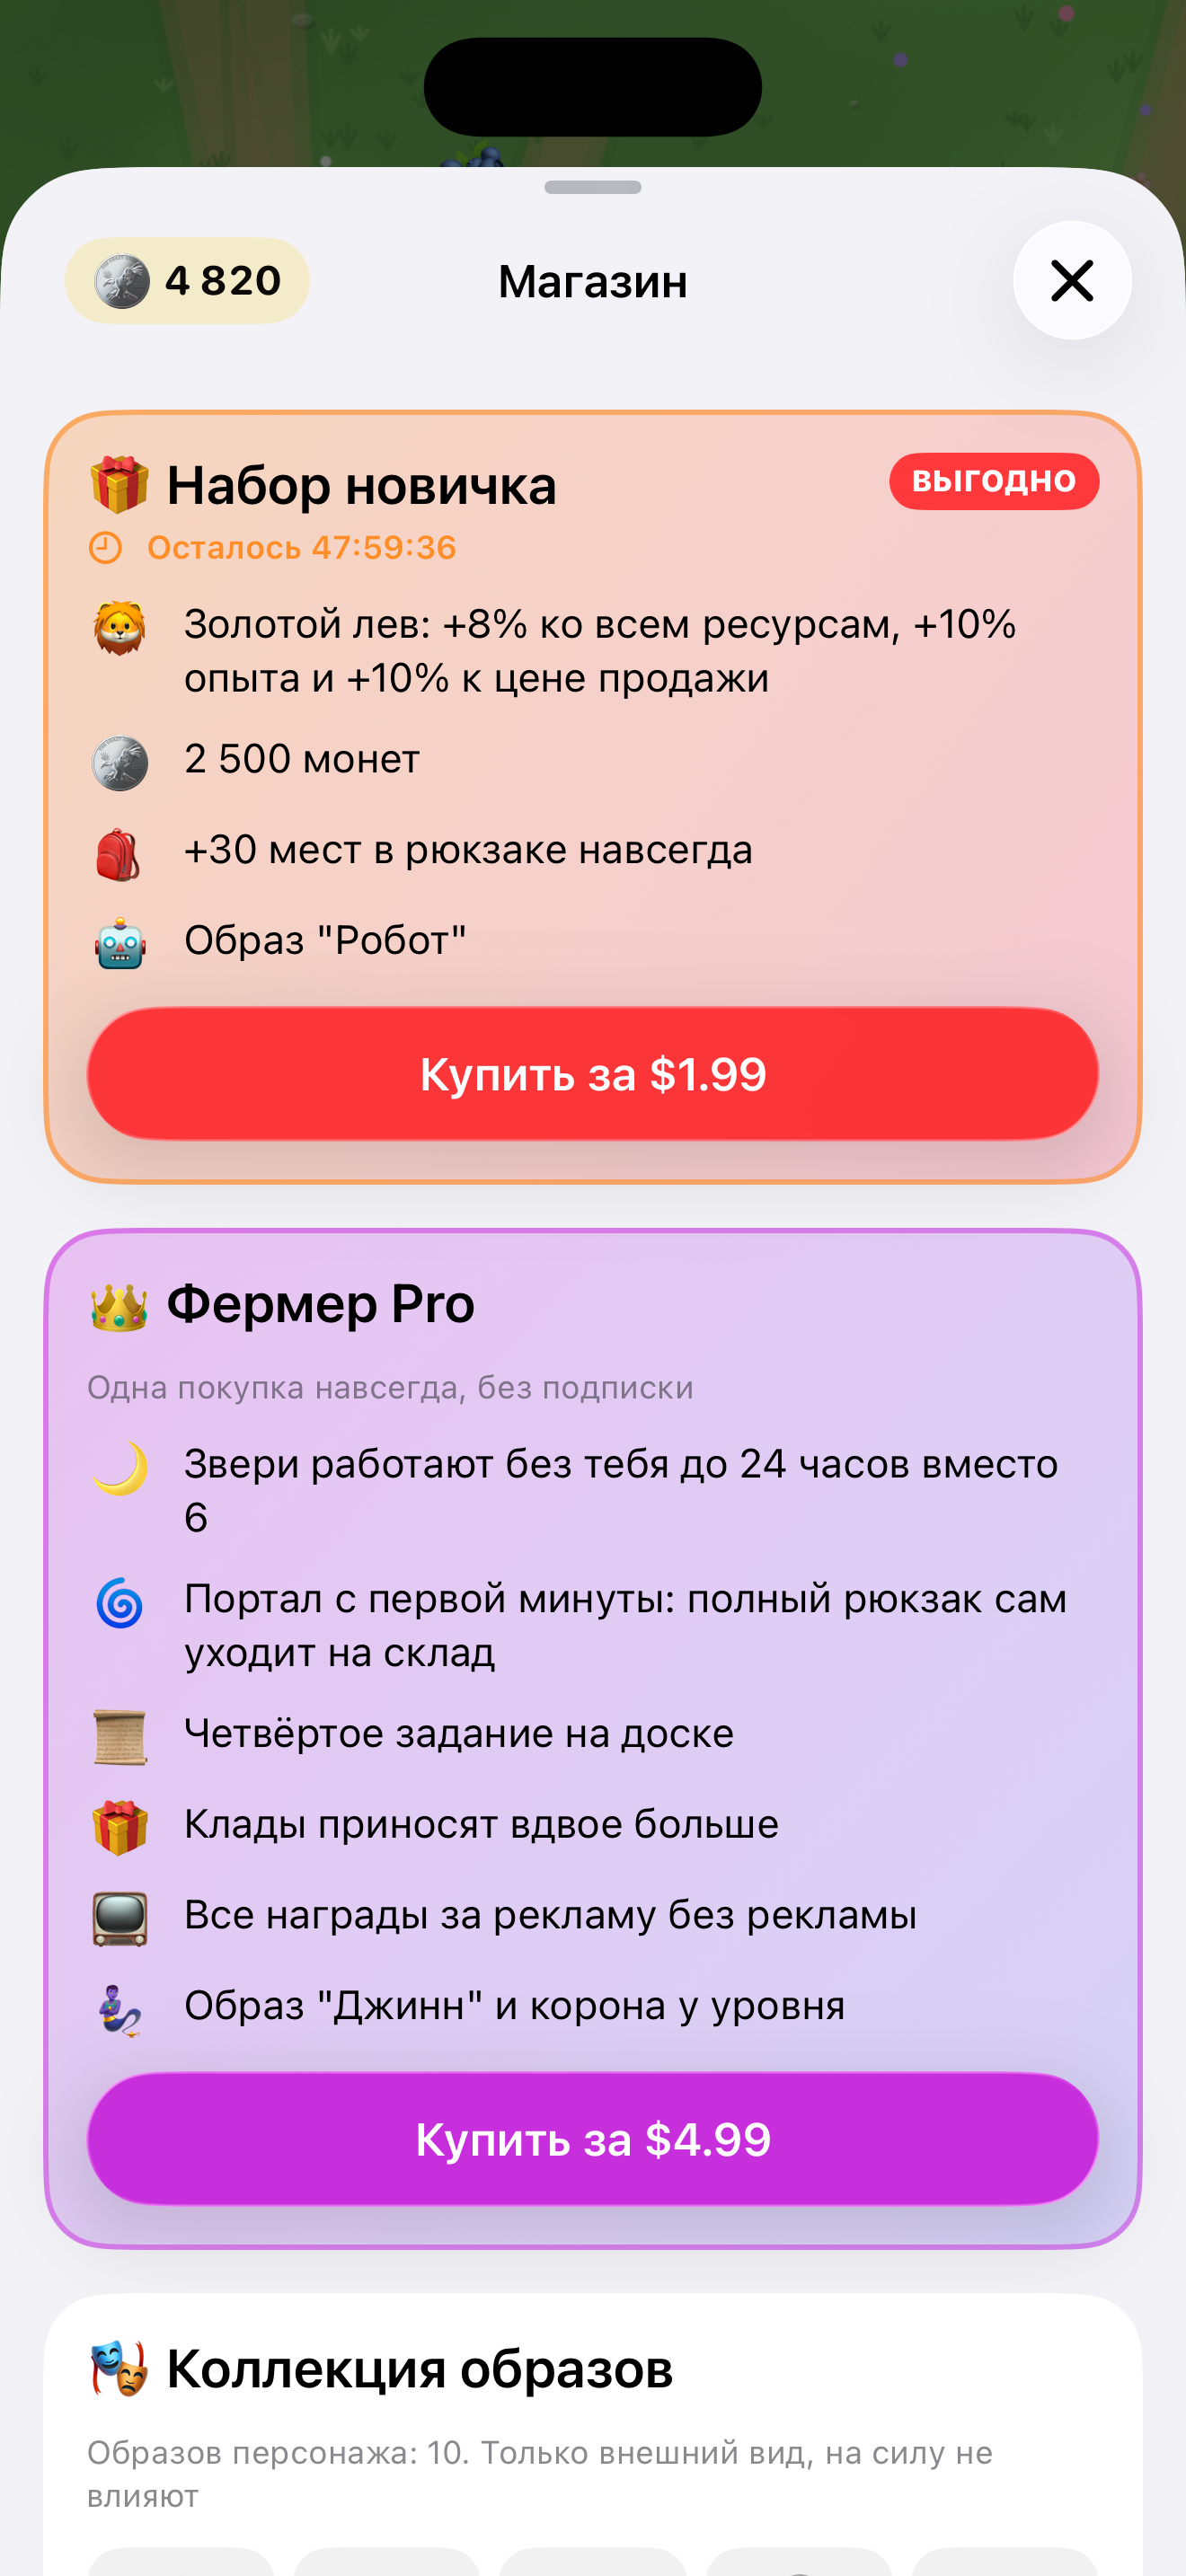 4 820
Магазин
Набор новичка
ВЫГОДНО
Осталось 47:59:36
Золотой лев: +8% ко всем ресурсам, +10%
опыта и +10% к цене продажи
2 500 монет
+30 мест в рюкзаке навсегда
Образ "Робот"
Купить за $1.99
Фермер Pro
Одна покупка навсегда, без подписки
Звери работают без тебя до 24 часов вместо
6
Портал с первой минуты: полный рюкзак сам
уходит на склад
Четвёртое задание на доске
Клады приносят вдвое больше
Все награды за рекламу без рекламы
Образ "Джинн" и корона у уровня
Купить за $4.99
Коллекция образов
Образов персонажа: 10. Только внешний вид, на силу не
влияют